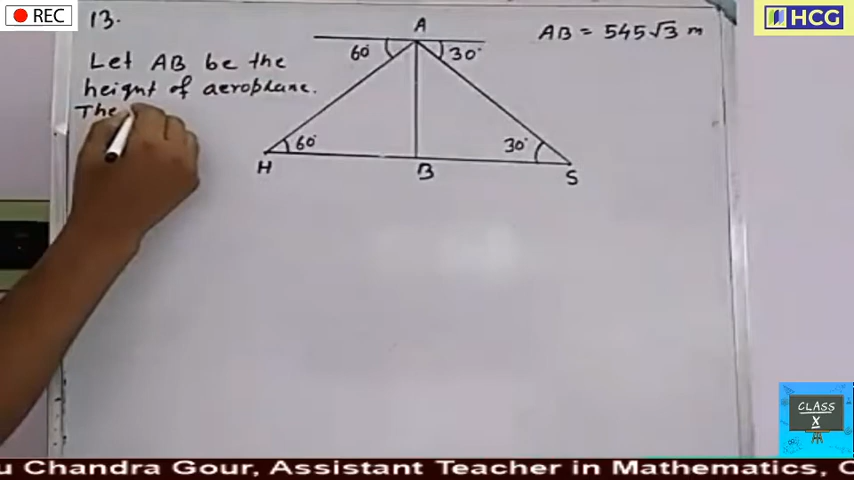 REC
13.
A
AB = 545√3 m
HCG
60°
30°
Let AB be the
heignt of aeroplane.
The
60°
30°
H
B
S
CLASS
X
u Chandra Gour, Assistant Teacher in Mathematics, C